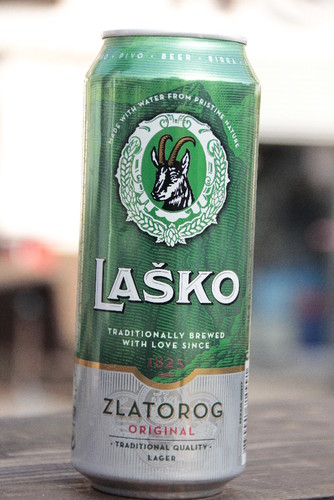 PIVO · BEER · BIRRA
MADE WITH WATER FROM PRISTINE NATURE
LAŠKO
TRADITIONALLY BREWED
WITH LOVE SINCE
1825
ZLATOROG
ORIGINAL
· TRADITIONAL QUALITY ·
LAGER